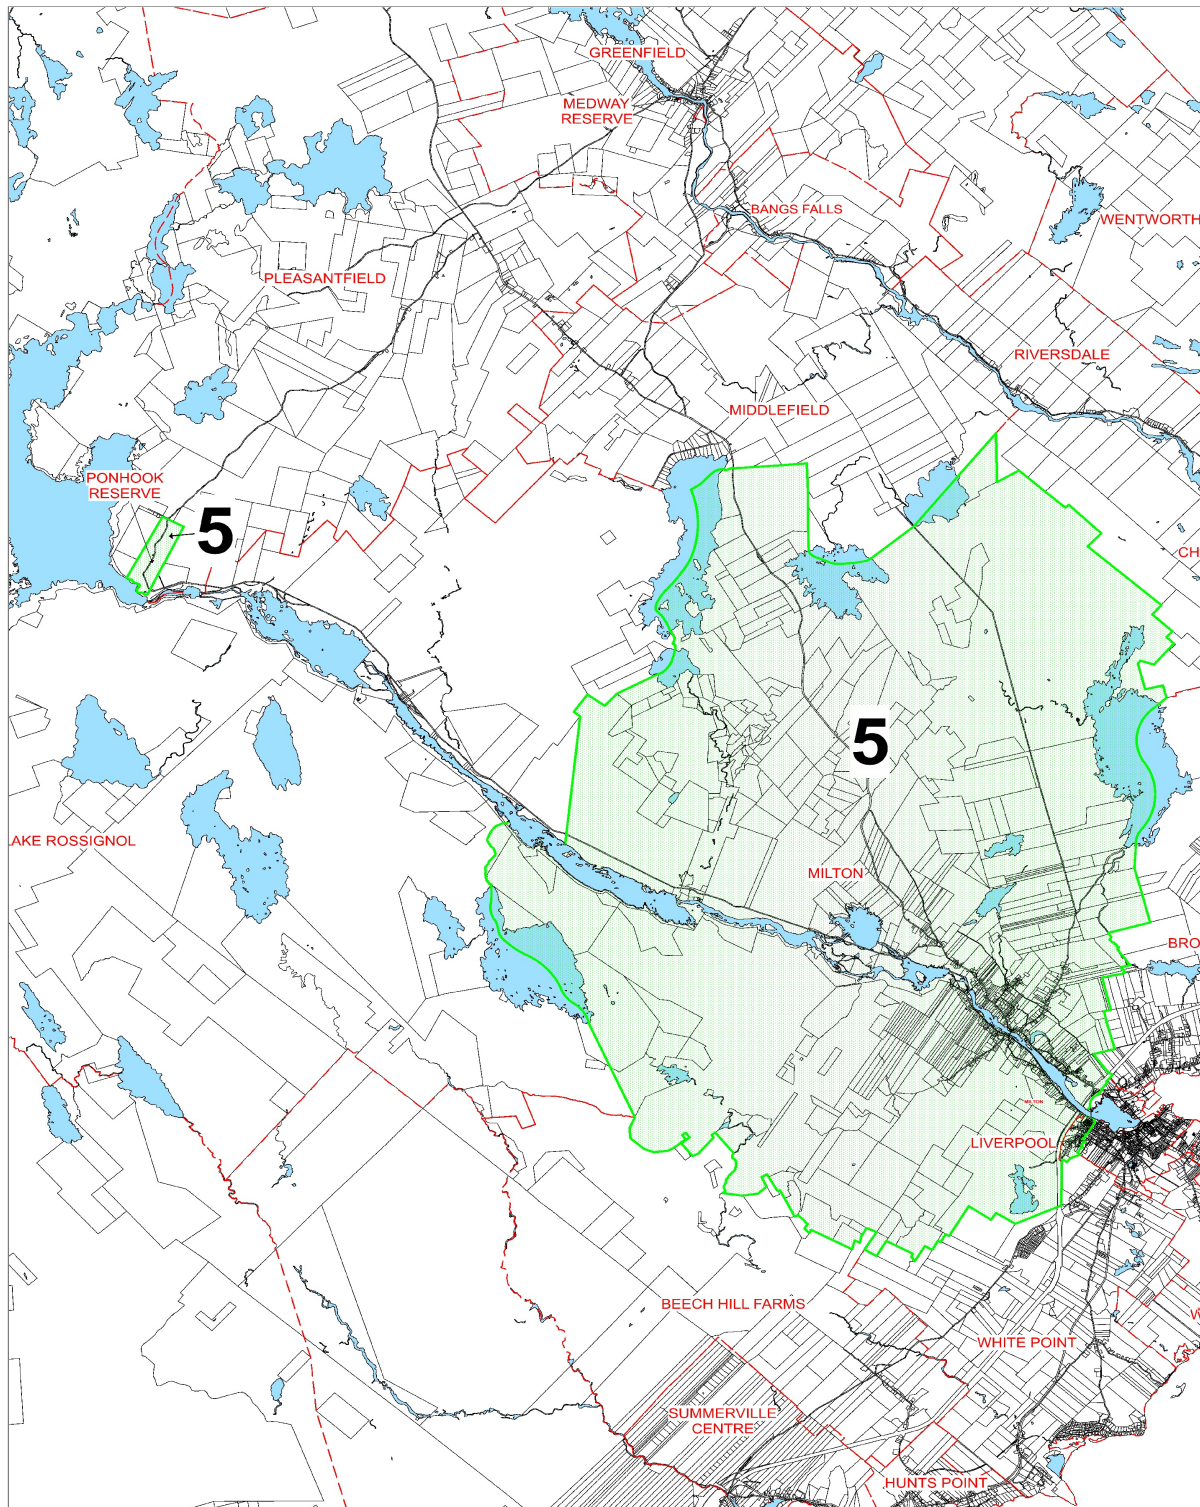 GREENFIELD
MEDWAY
RESERVE
BANGS FALLS
WENTWORTH
PLEASANTFIELD
RIVERSDALE
MIDDLEFIELD
PONHOOK
RESERVE
5
CH
5
AKE ROSSIGNOL
MILTON
BRO
MILTON
LIVERPOOL
BEECH HILL FARMS
W
WHITE POINT
SUMMERVILLE
CENTRE
HUNTS POINT